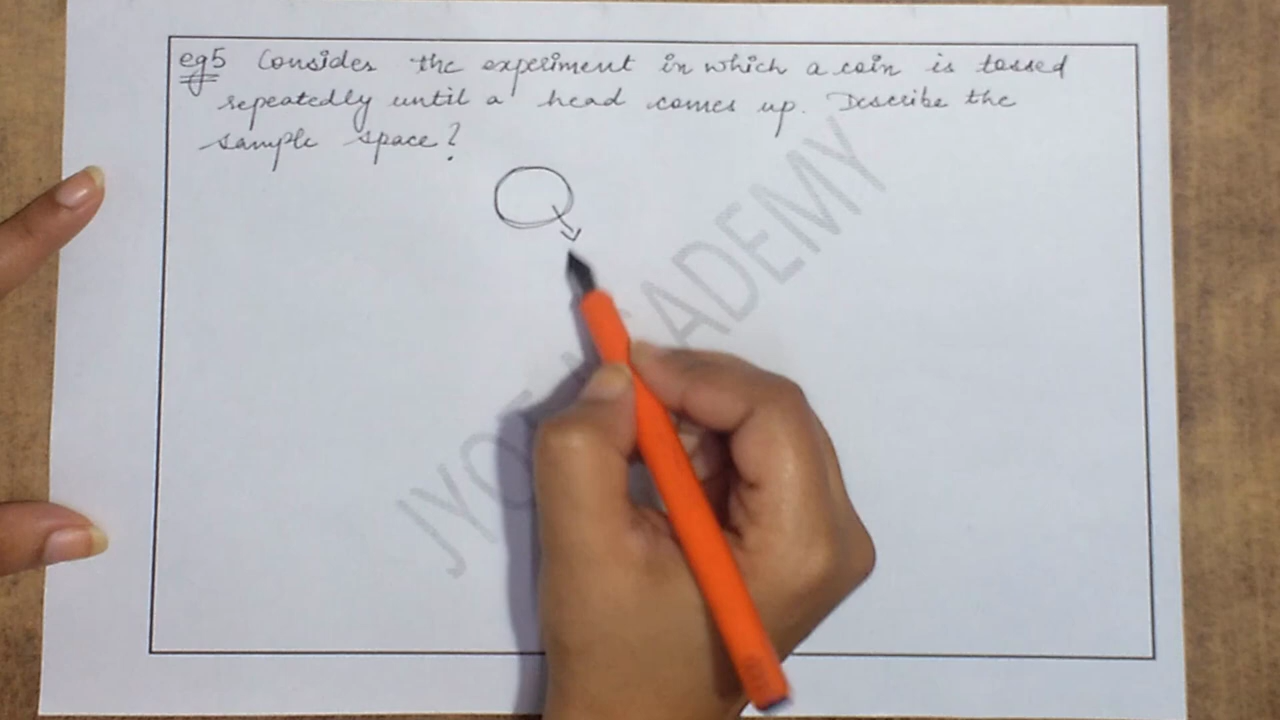 eg5 Consider the experiment in which a coin is tossed
repeatedly until a head comes up. Describe the
sample space?